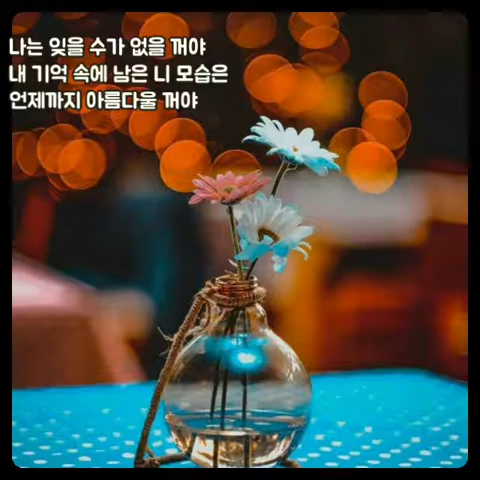 나는 잊을 수가 없을 꺼야
내 기억 속에 남은 니 모습은
언제까지 아름다울 꺼야